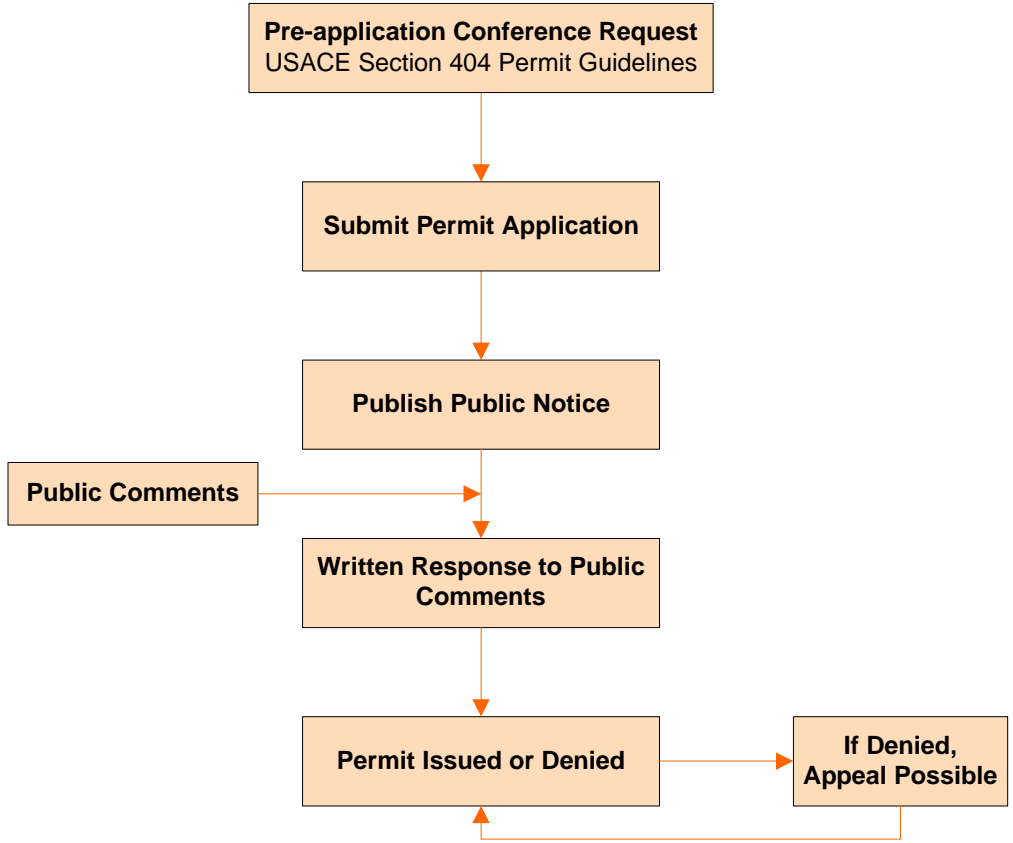 Pre-application Conference Request
USACE Section 404 Permit Guidelines
Submit Permit Application
Publish Public Notice
Public Comments
Written Response to Public
Comments
Permit Issued or Denied
If Denied,
Appeal Possible